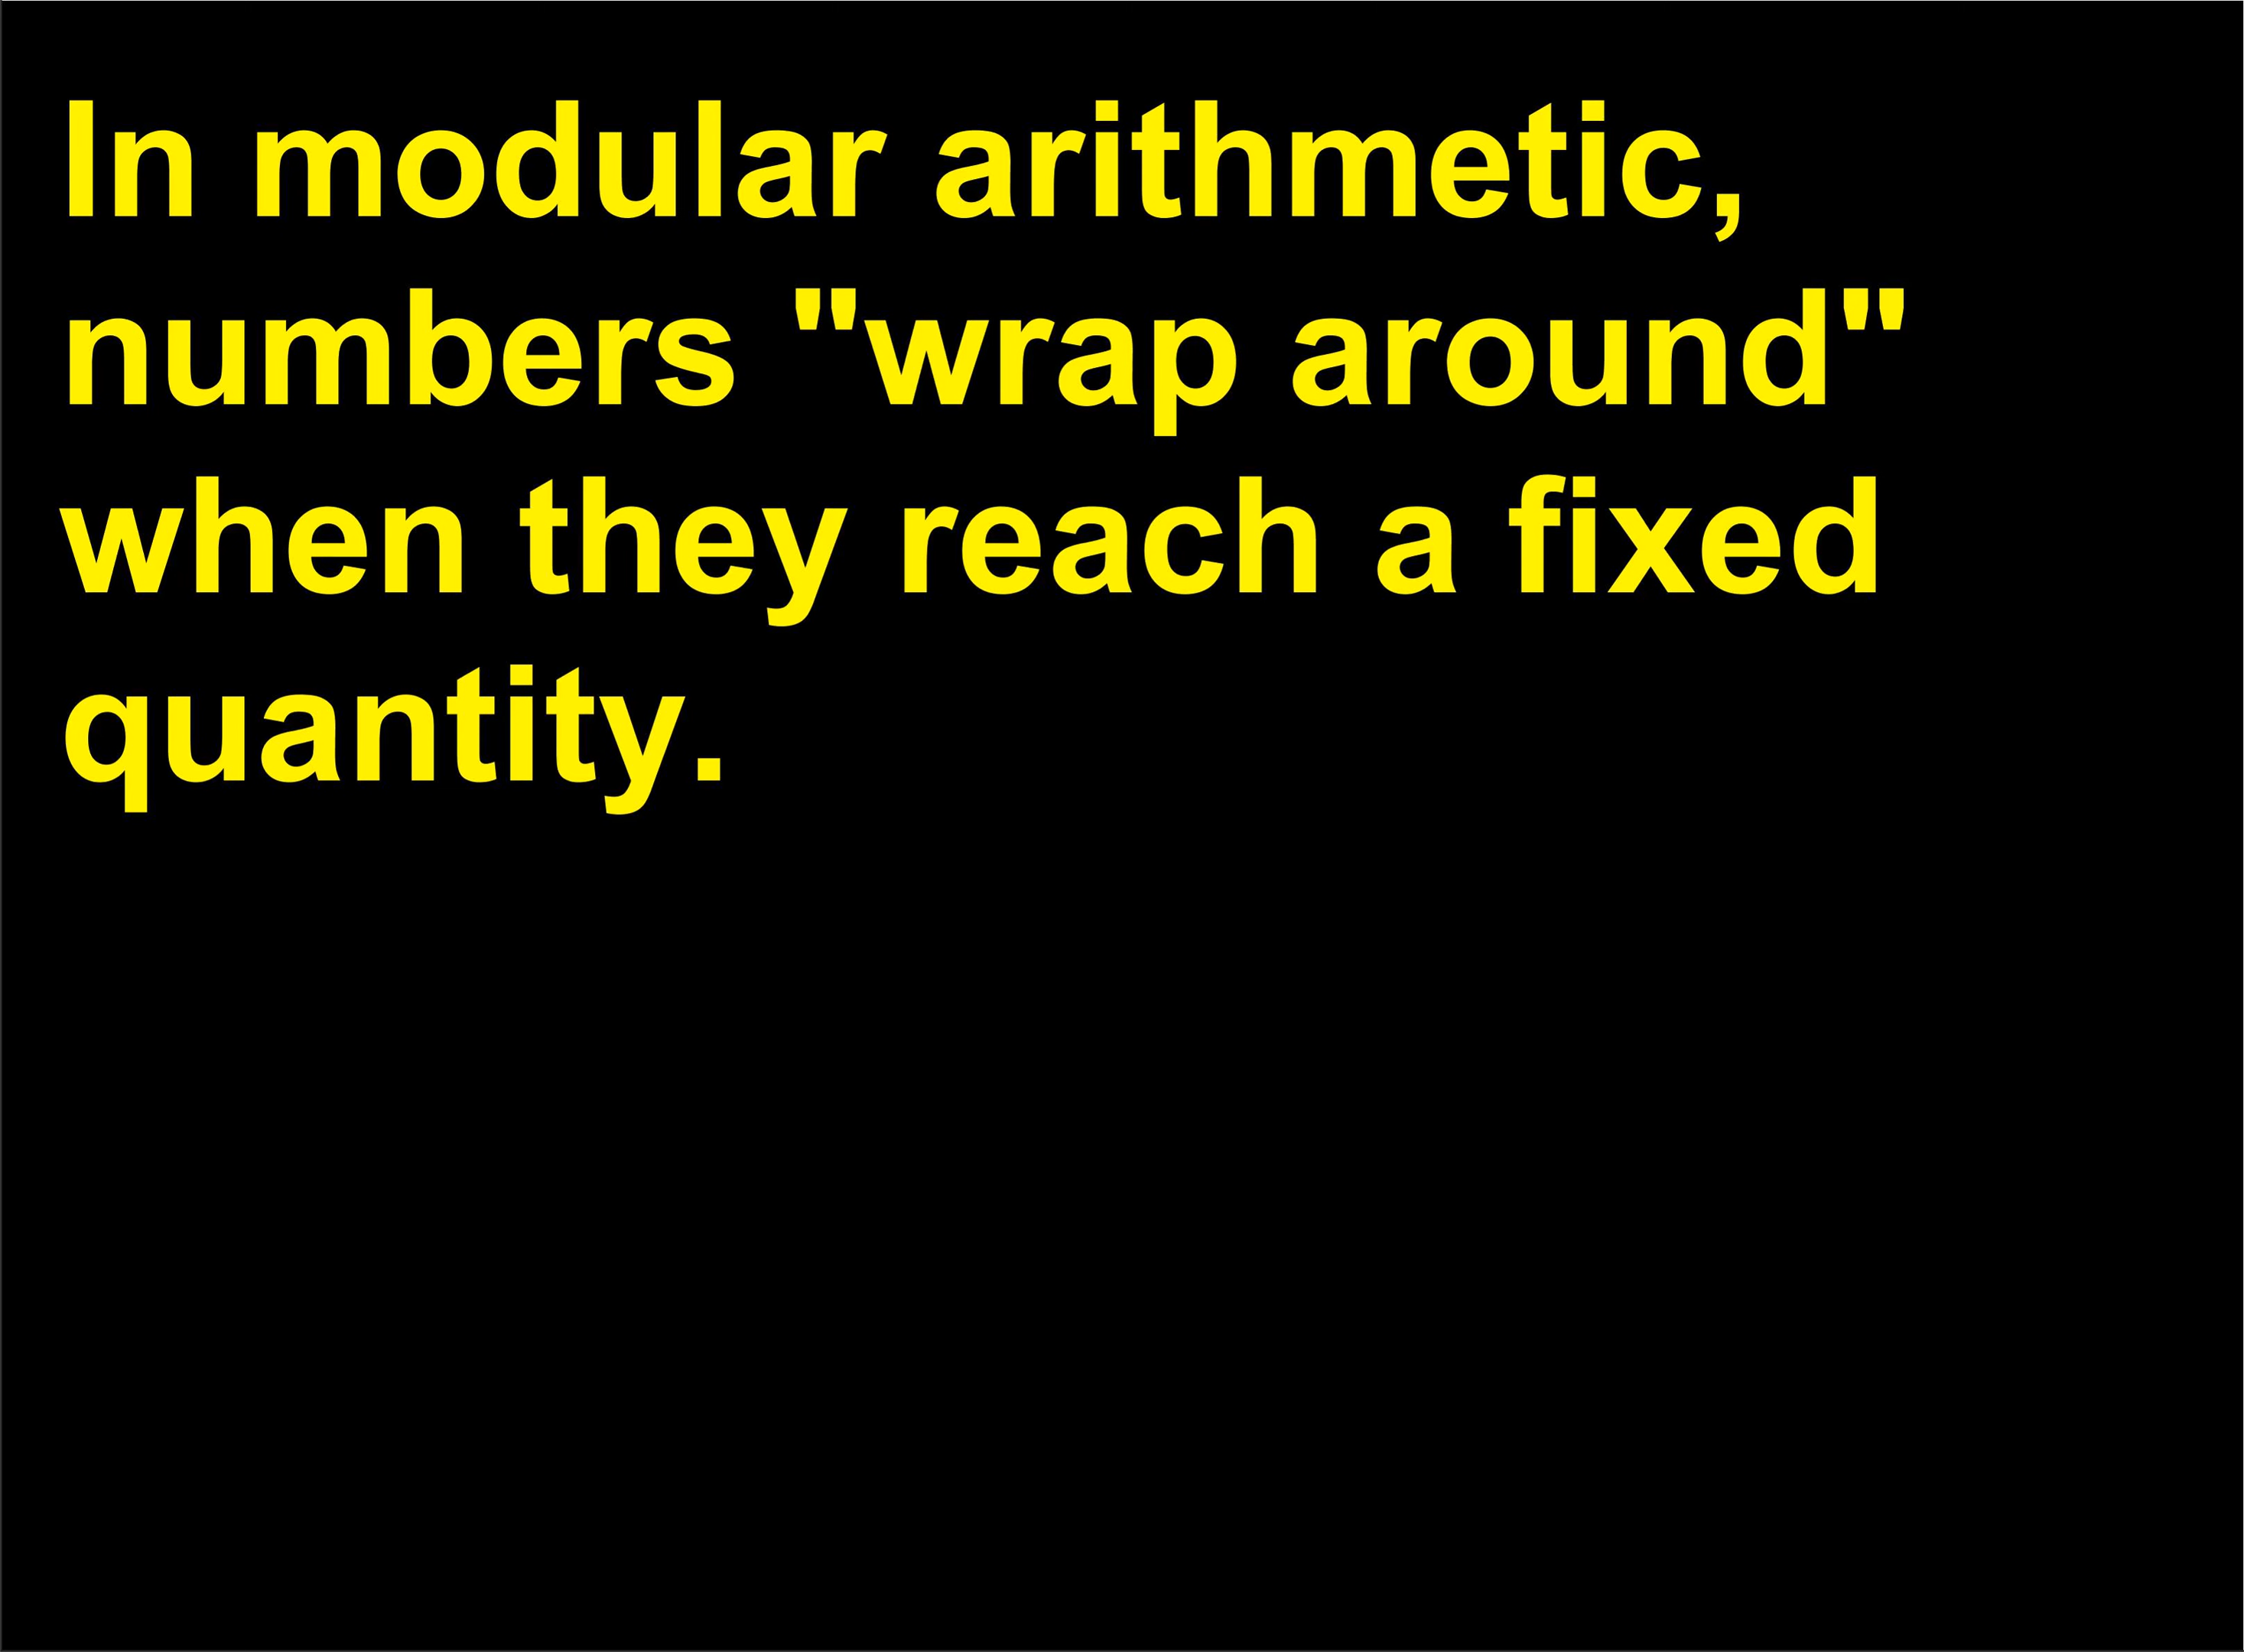 In modular arithmetic,
numbers "wrap around"
when they reach a fixed
quantity.